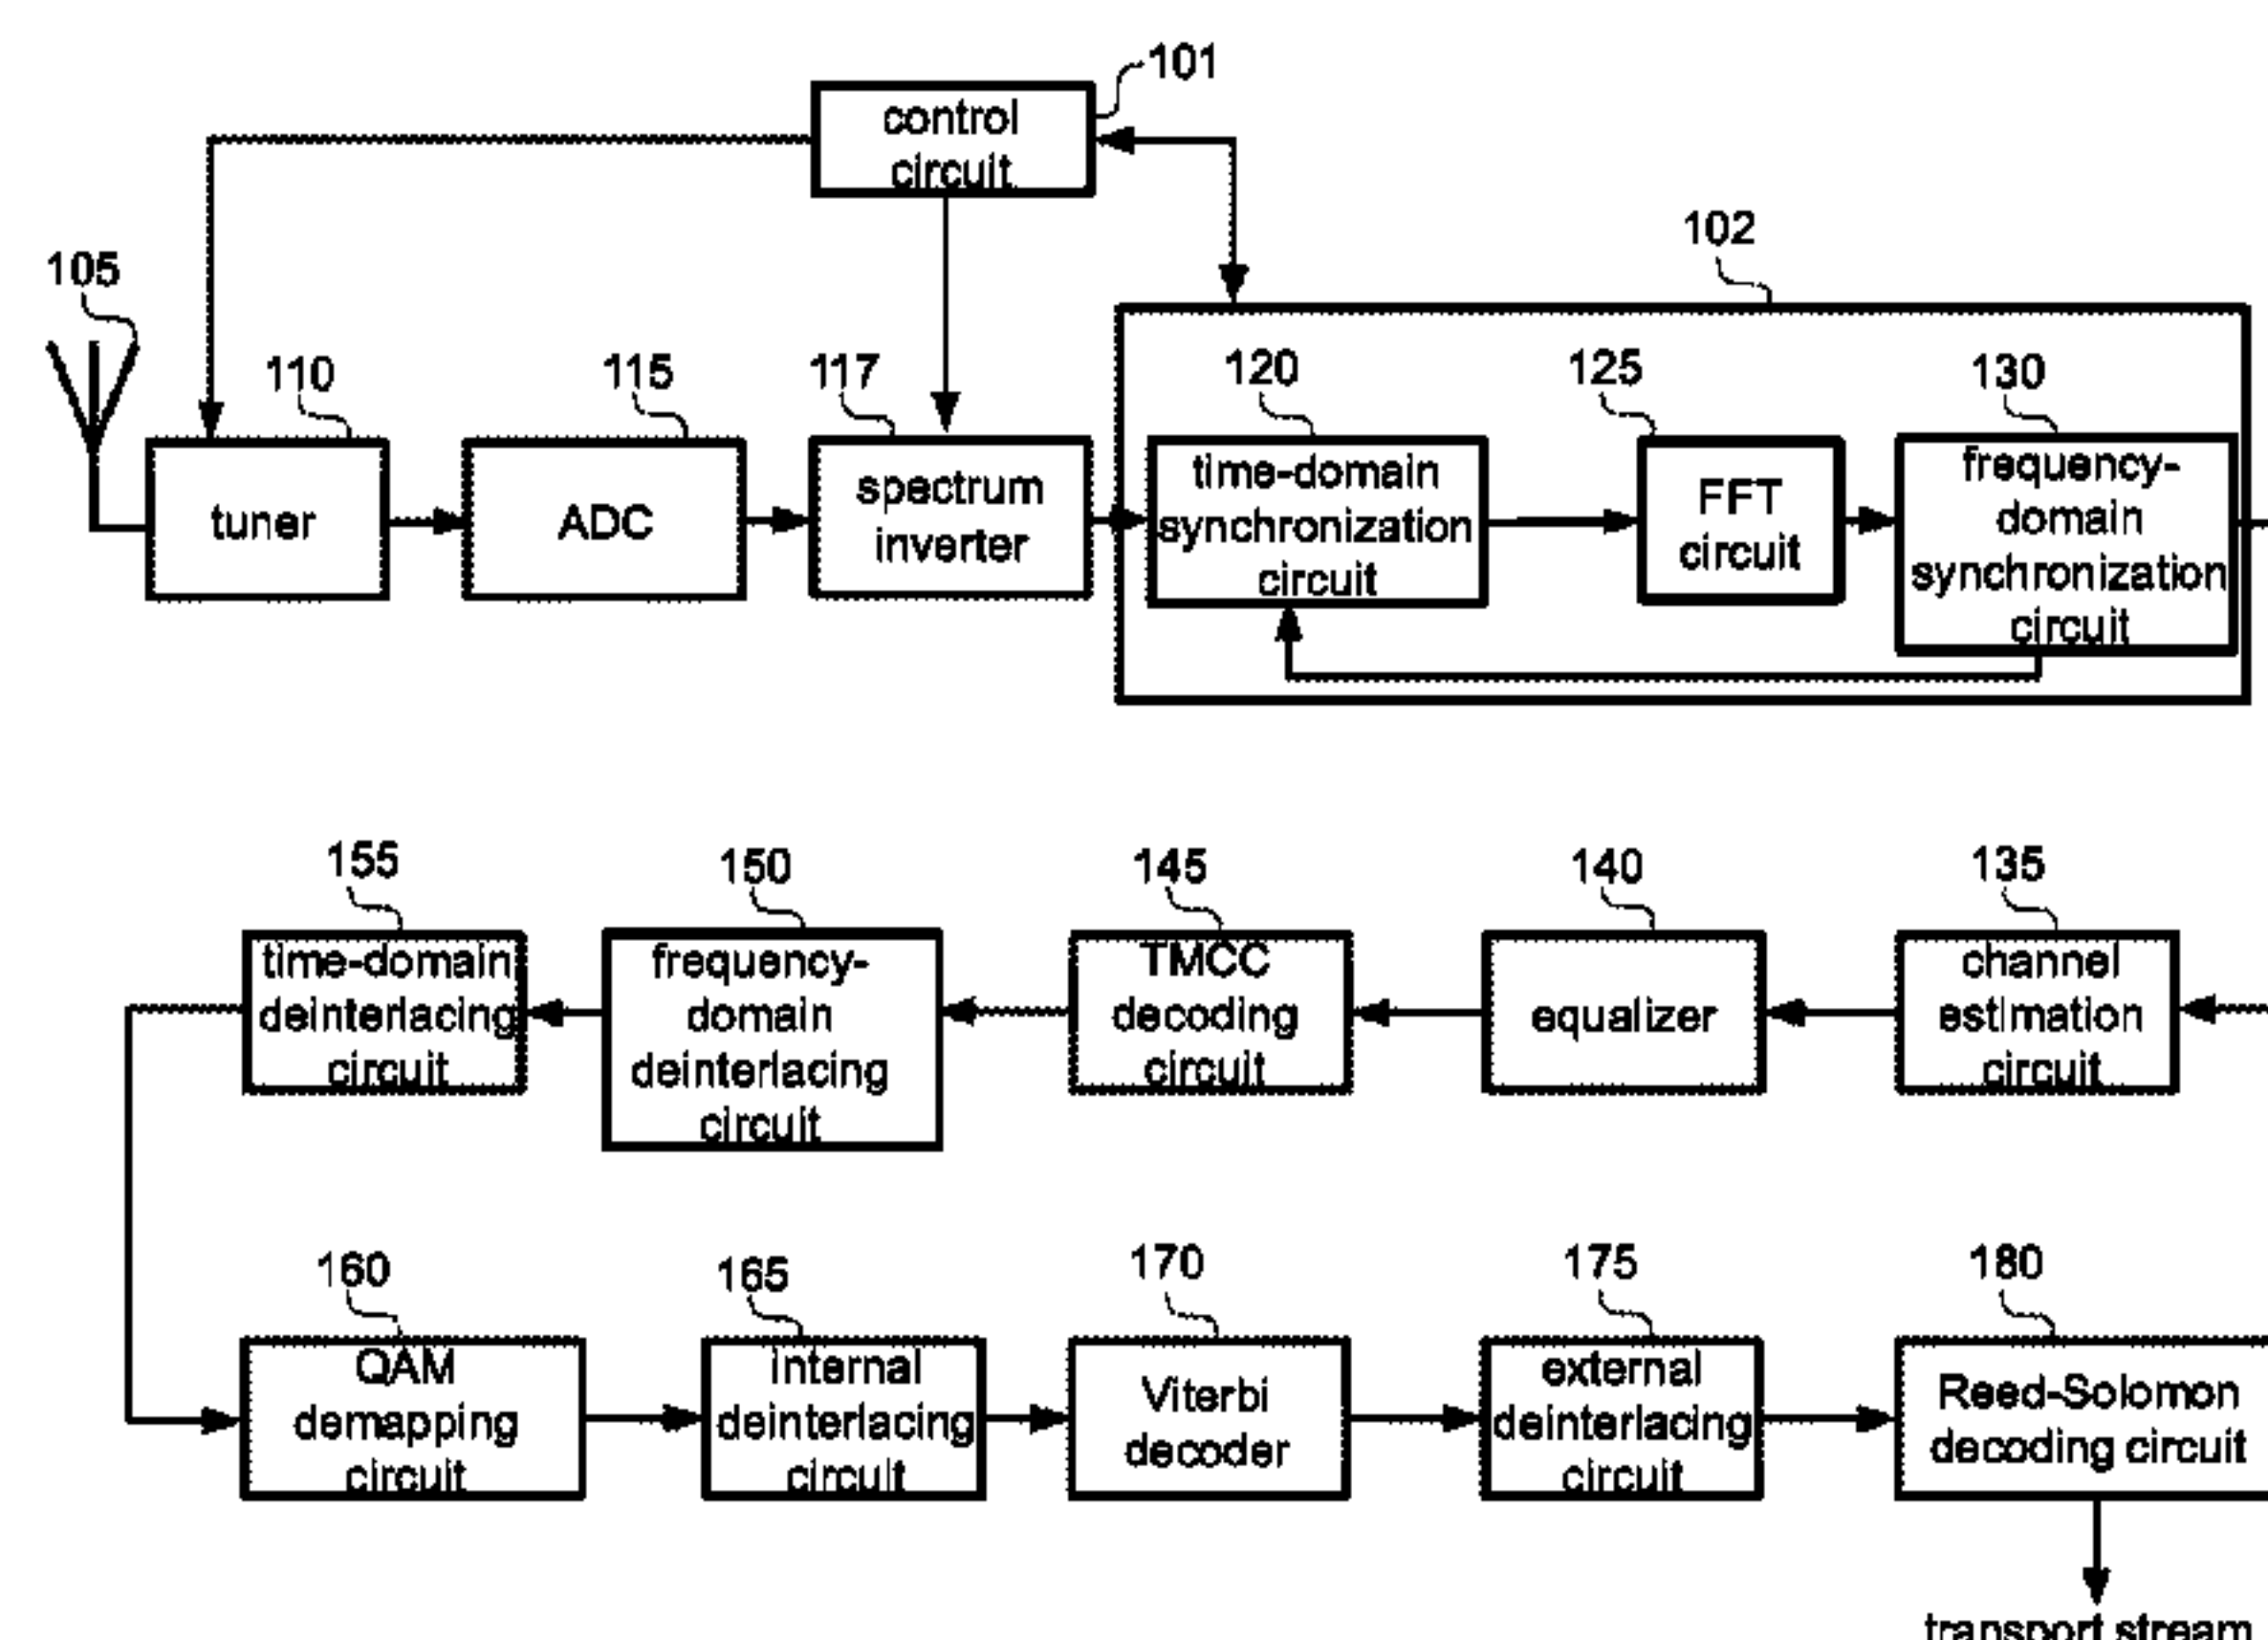 101
control
circuit
102
105
110
115
117
120
125
130
tuner
ADC
spectrum
inverter
time-domain
synchronization
circuit
FFT
circuit
frequency-
domain
synchronization
circuit
155
150
145
140
135
time-domain
deinterlacing
circuit
frequency-
domain
deinterlacing
circuit
TMCC
decoding
circuit
equalizer
channel
estimation
circuit
160
165
170
175
180
QAM
demapping
circuit
internal
deinterlacing
circuit
Viterbi
decoder
external
deinterlacing
circuit
Reed-Solomon
decoding circuit
transport stream